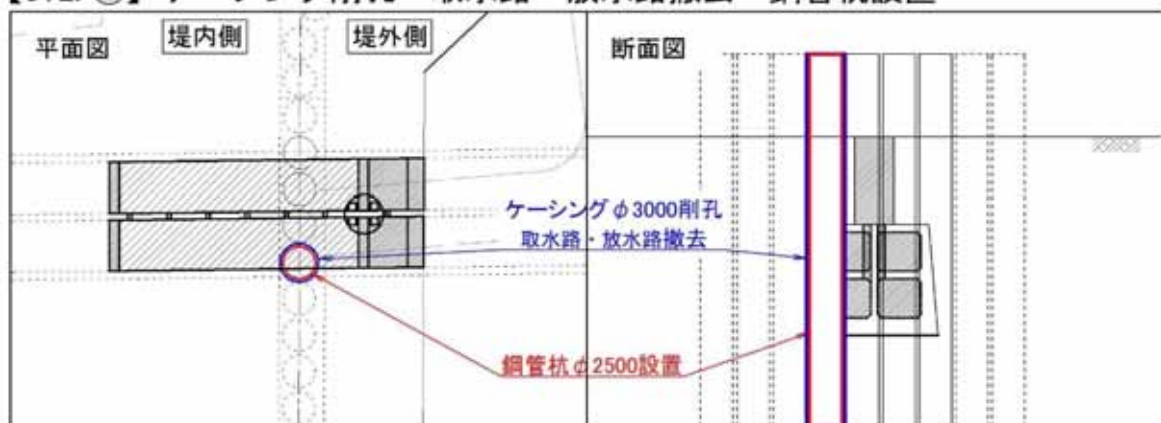 平面図
堤内側
堤外側
断面図
ケーシングφ3000削孔
取水路・放水路撤去
鋼管杭φ2500設置